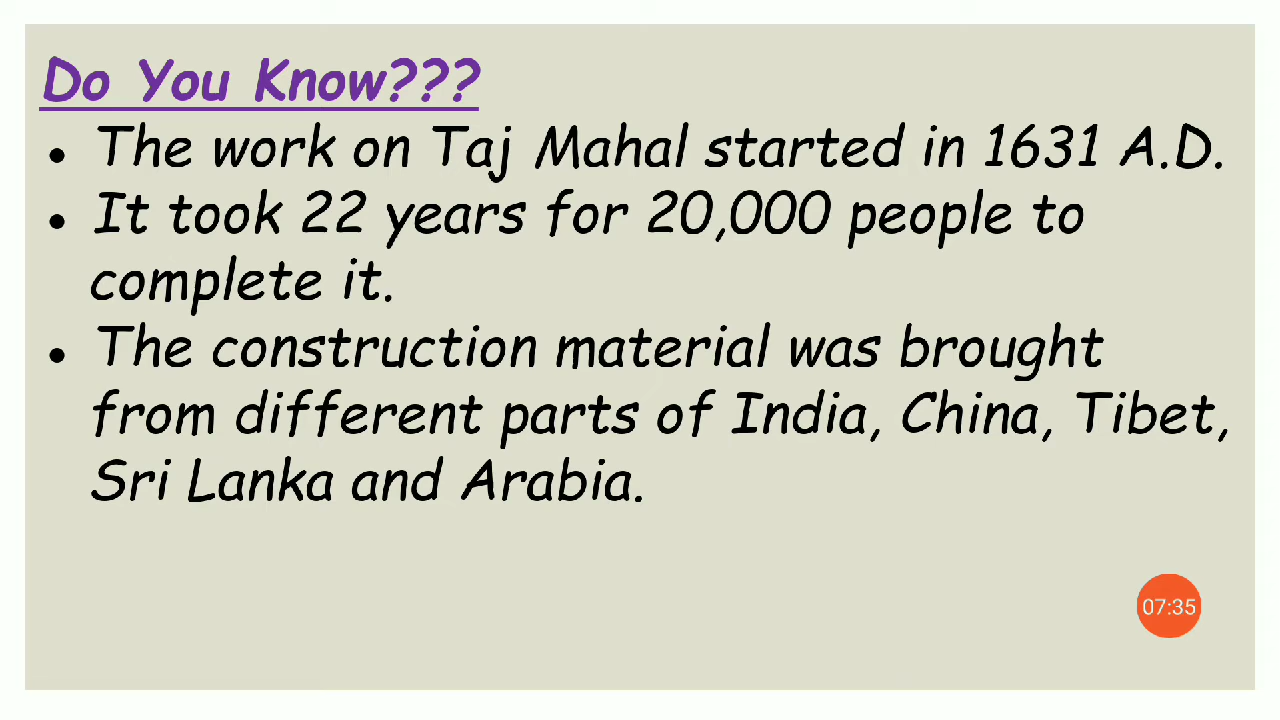 Do You Know???
• The work on Taj Mahal started in 1631 A.D.
• It took 22 years for 20,000 people to
complete it.
• The construction material was brought
from different parts of India, China, Tibet,
Sri Lanka and Arabia.
07:35